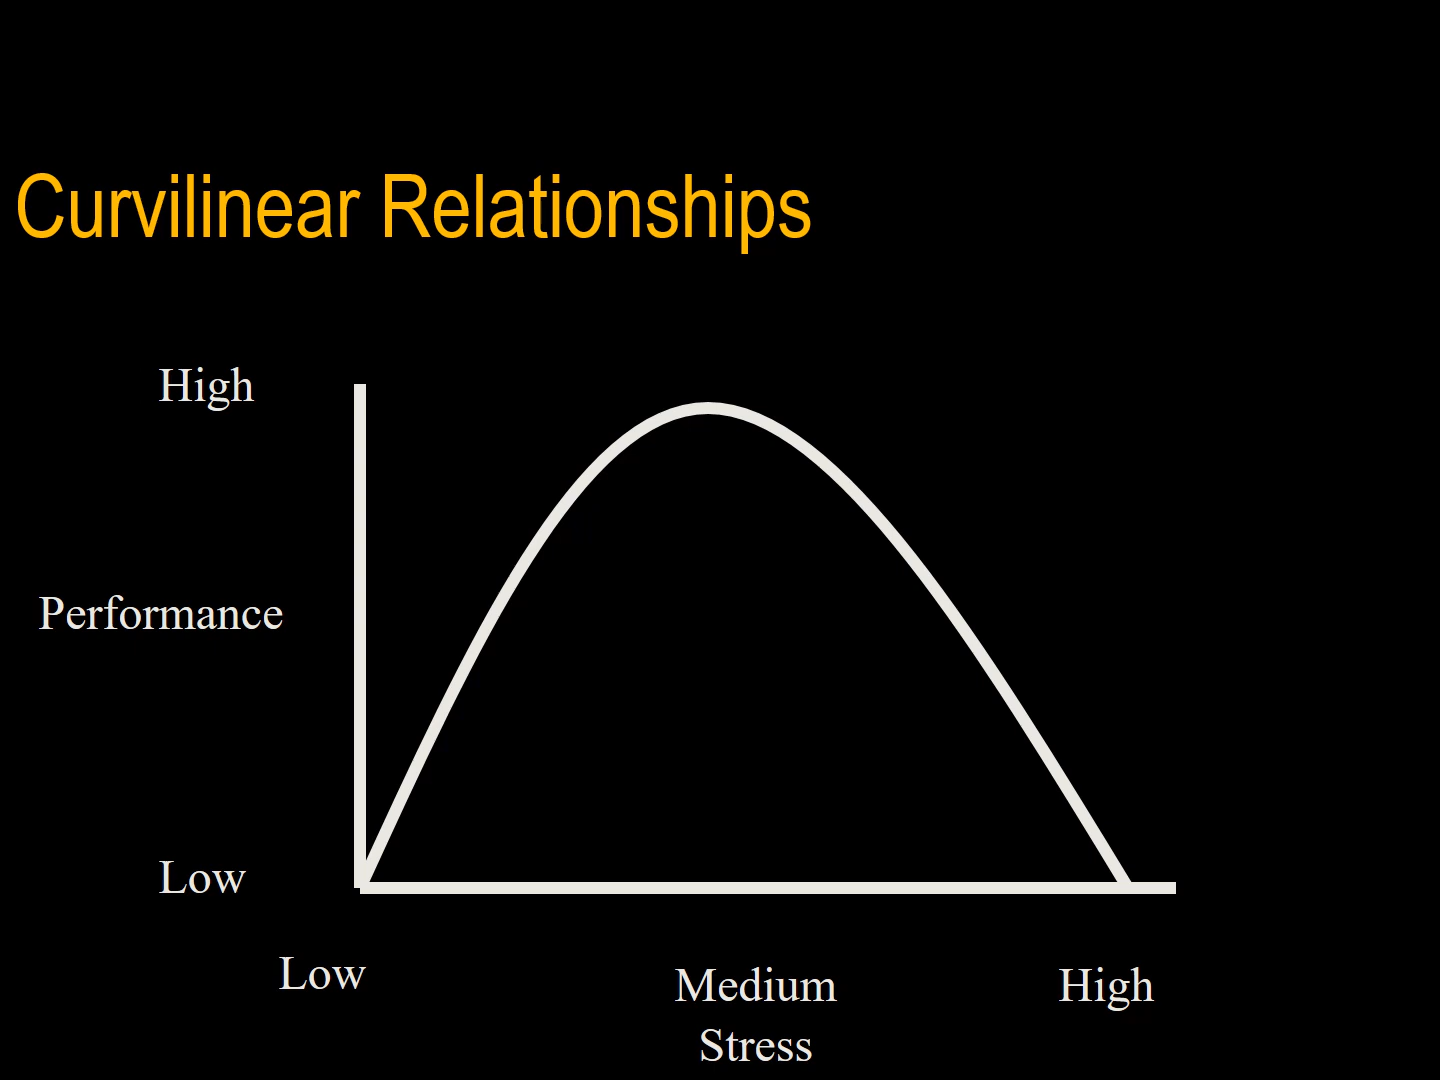 Curvilinear Relationships
High
Performance
Low
Low
Medium
High
Stress